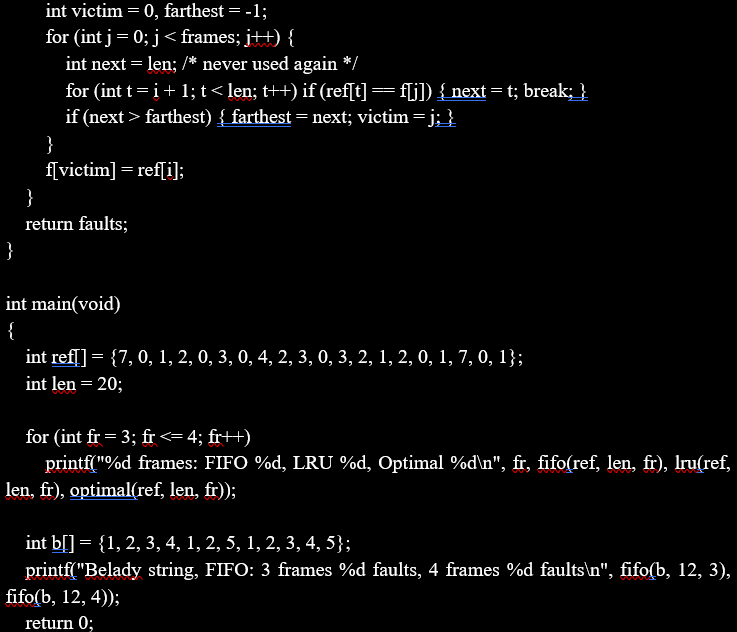 int victim = 0, farthest = -1;
for (int j = 0; j < frames; j++) {
int next = len; /* never used again */
for (int t = i + 1; t < len; t++) if (ref[t] == f[j]) { next = t; break; }
if (next > farthest) { farthest = next; victim = j; }
}
f[victim] = ref[i];
}
return faults;
}
int main(void)
{
int ref[] = {7, 0, 1, 2, 0, 3, 0, 4, 2, 3, 0, 3, 2, 1, 2, 0, 1, 7, 0, 1};
int len = 20;
for (int fr = 3; fr <= 4; fr++)
printf("%d frames: FIFO %d, LRU %d, Optimal %d\n", fr, fifo(ref, len, fr), lru(ref,
len, fr), optimal(ref, len, fr));
int b[] = {1, 2, 3, 4, 1, 2, 5, 1, 2, 3, 4, 5};
printf("Belady string, FIFO: 3 frames %d faults, 4 frames %d faults\n", fifo(b, 12, 3),
fifo(b, 12, 4));
return 0;